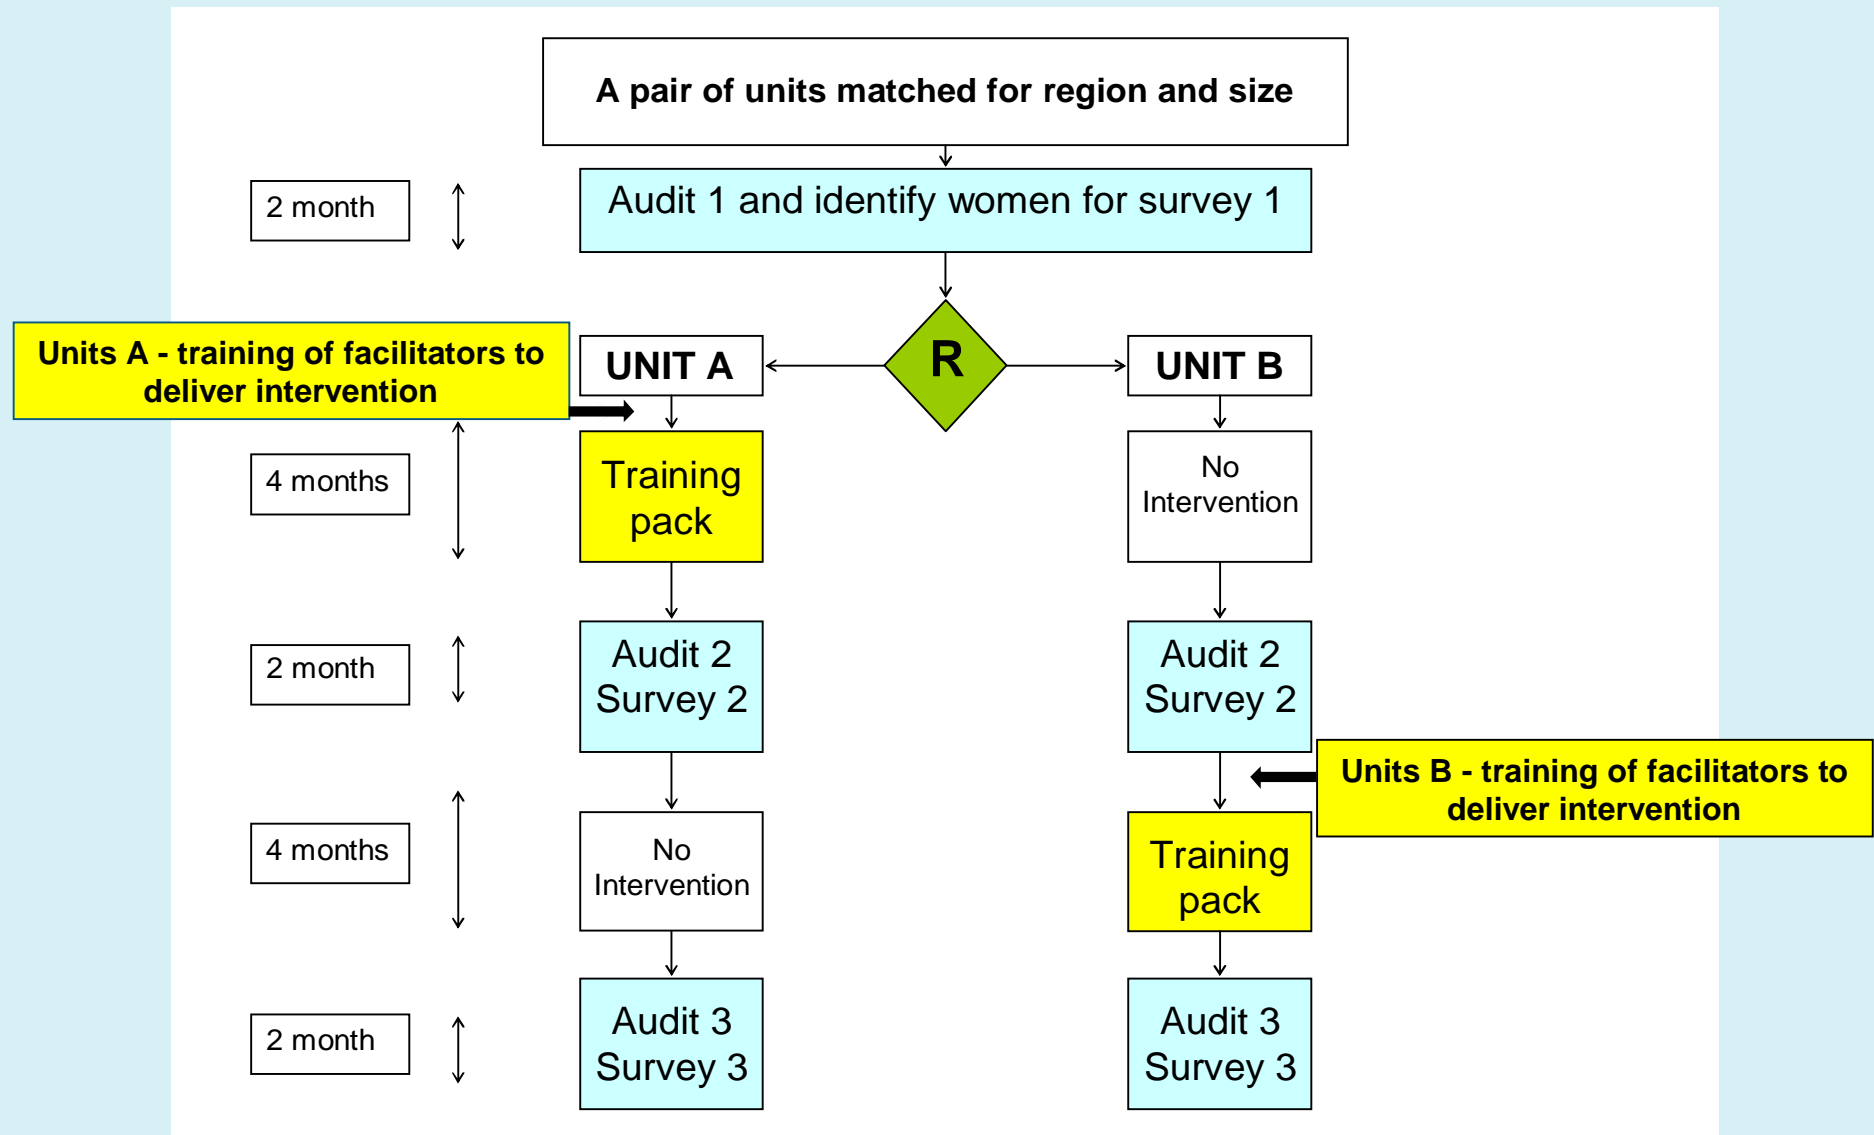 A pair of units matched for region and size
2 month
Audit 1 and identify women for survey 1
Units A - training of facilitators to
deliver intervention
UNIT A
R
UNIT B
4 months
Training
pack
No
Intervention
2 month
Audit 2
Survey 2
Audit 2
Survey 2
Units B - training of facilitators to
deliver intervention
4 months
No
Intervention
Training
pack
2 month
Audit 3
Survey 3
Audit 3
Survey 3